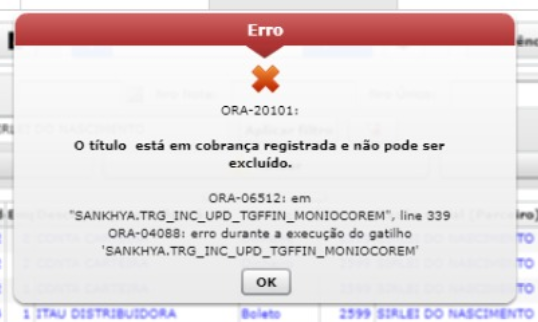 Erro
ORA-20101:
O título está em cobrança registrada e não pode ser
excluído.
ORA-06512: em
"SANKHYA.TRG_INC_UPD_TGFFIN_MONIOCOREM", line 339
ORA-04088: erro durante a execução do gatilho
'SANKHYA.TRG_INC_UPD_TGFFIN_MONIOCOREM'
OK
1 ITAU DISTRIBUIDORA Boleto 2599 SIRLEI DO NASCIMENTO